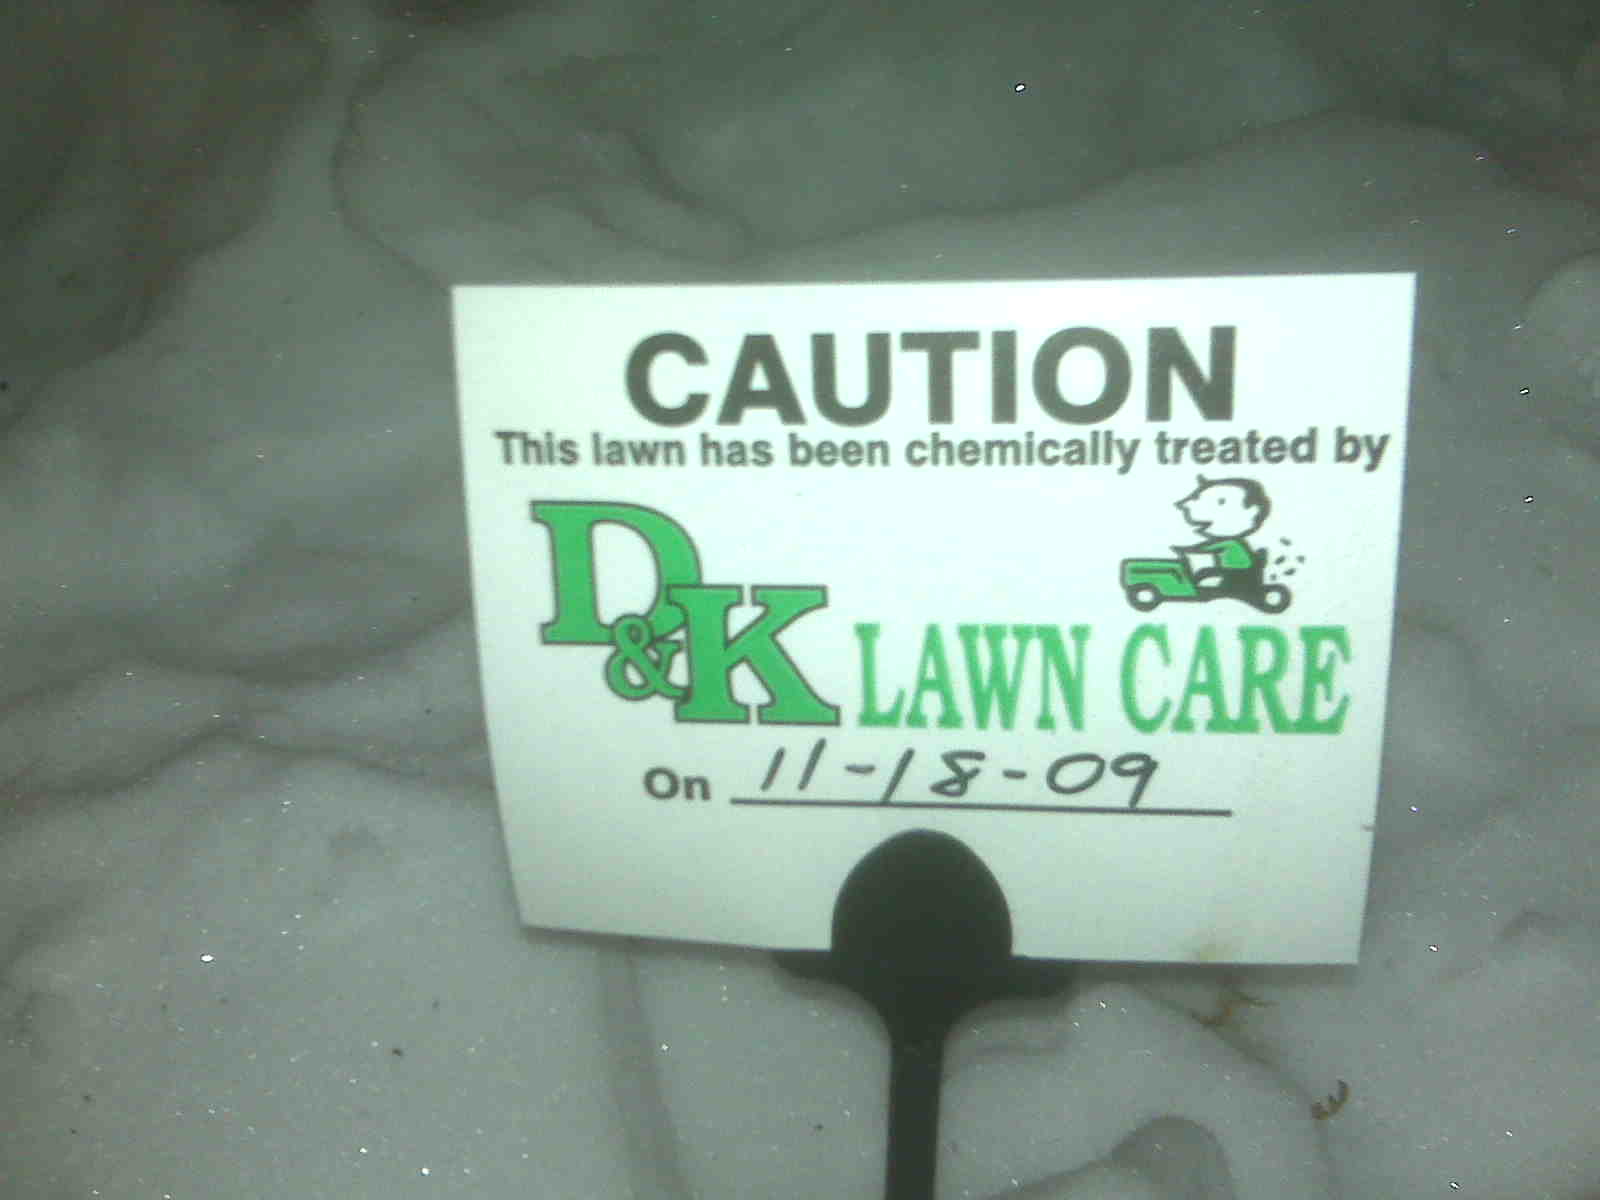 CAUTION
This lawn has been chemically treated by
D&K LAWN CARE
On 11-18-09